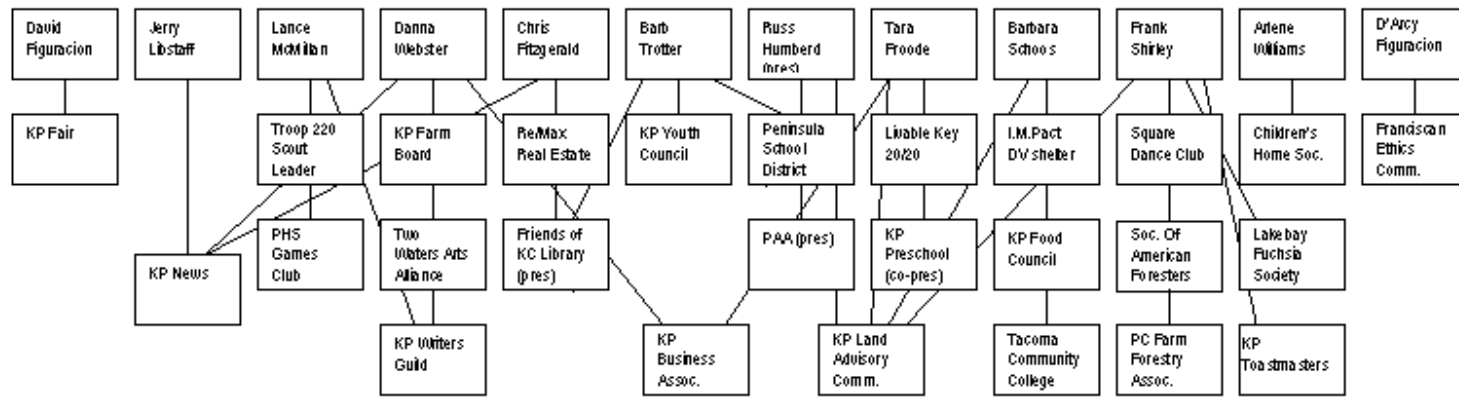 David
Figuracion
Jerry
Libstaff
Lance
McMillan
Danna
Webster
Chris
Fitzgerald
Barb
Trotter
Russ
Humberd
(pres)
Tara
Froode
Barbara
Schoos
Frank
Shirley
Arlene
Williams
D'Arcy
Figuracion
KP Fair
Troop 220
Scout
Leader
KP Farm
Board
Re/Max
Real Estate
KP Youth
Council
Peninsula
School
District
Livable Key
20/20
I.M.Pact
DV shelter
Square
Dance Club
Children's
Home Soc.
Franciscan
Ethics
Comm.
KP News
PHS
Games
Club
Two
Waters Arts
Alliance
Friends of
KC Library
(pres)
PAA (pres)
KP
Preschool
(co-pres)
KP Food
Council
Soc. Of
American
Foresters
Lakebay
Fuchsia
Society
KP Writers
Guild
KP
Business
Assoc.
KP Land
Advisory
Comm.
Tacoma
Community
College
PC Farm
Forestry
Assoc.
KP
Toastmasters